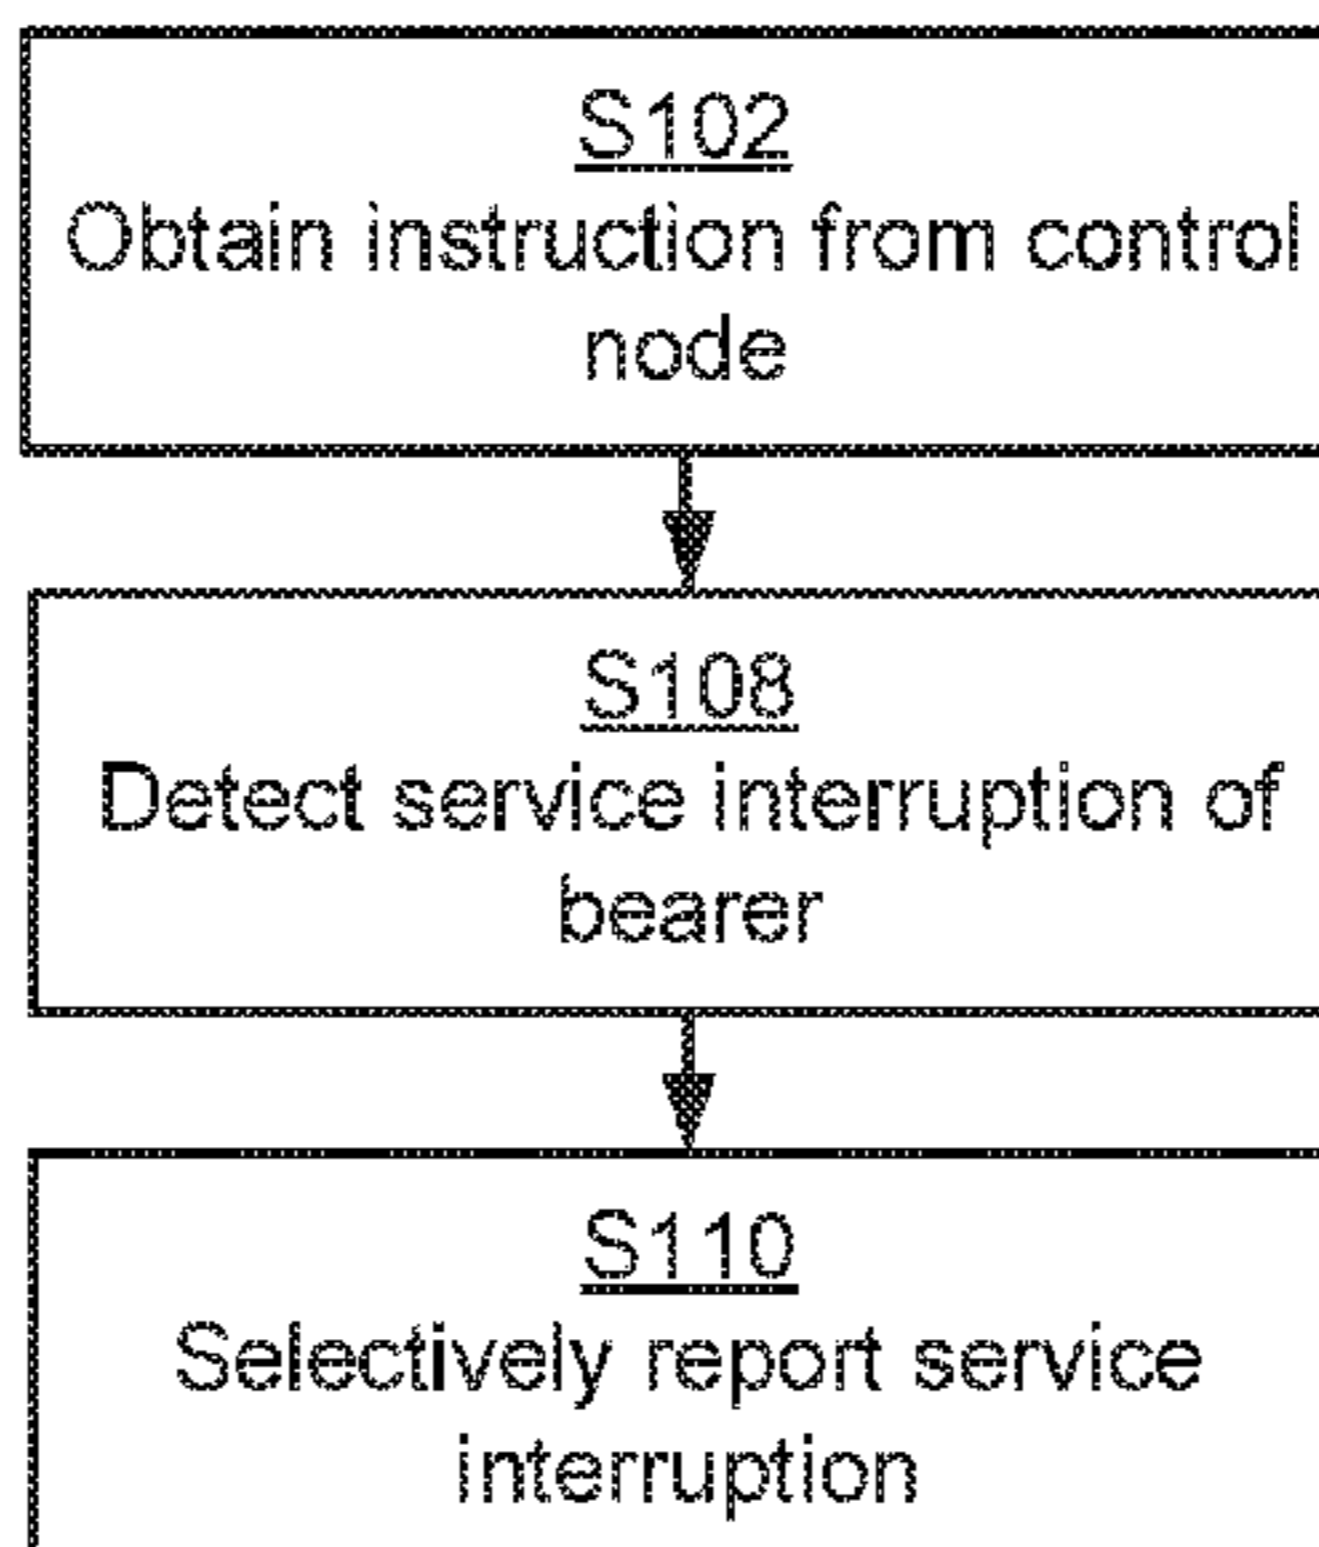 S102
Obtain instruction from control
node
S108
Detect service interruption of
bearer
S110
Selectively report service
interruption